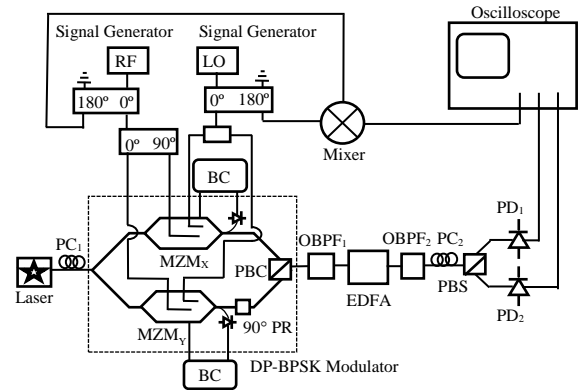 Oscilloscope
Signal Generator
Signal Generator
RF
LO
180º 0º
0º 180º
0º 90º
Mixer
BC
PC₁
MZMₓ
PBC
OBPF₁
OBPF₂
PC₂
PD₁
Laser
EDFA
PBS
PD₂
MZMY
90° PR
BC
DP-BPSK Modulator